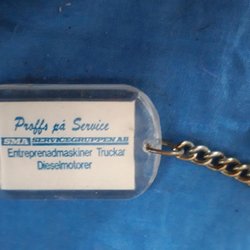 Proffs på Service
SMA SERVICEGRUPPEN AB
Entreprenadmaskiner Truckar
Dieselmotorer